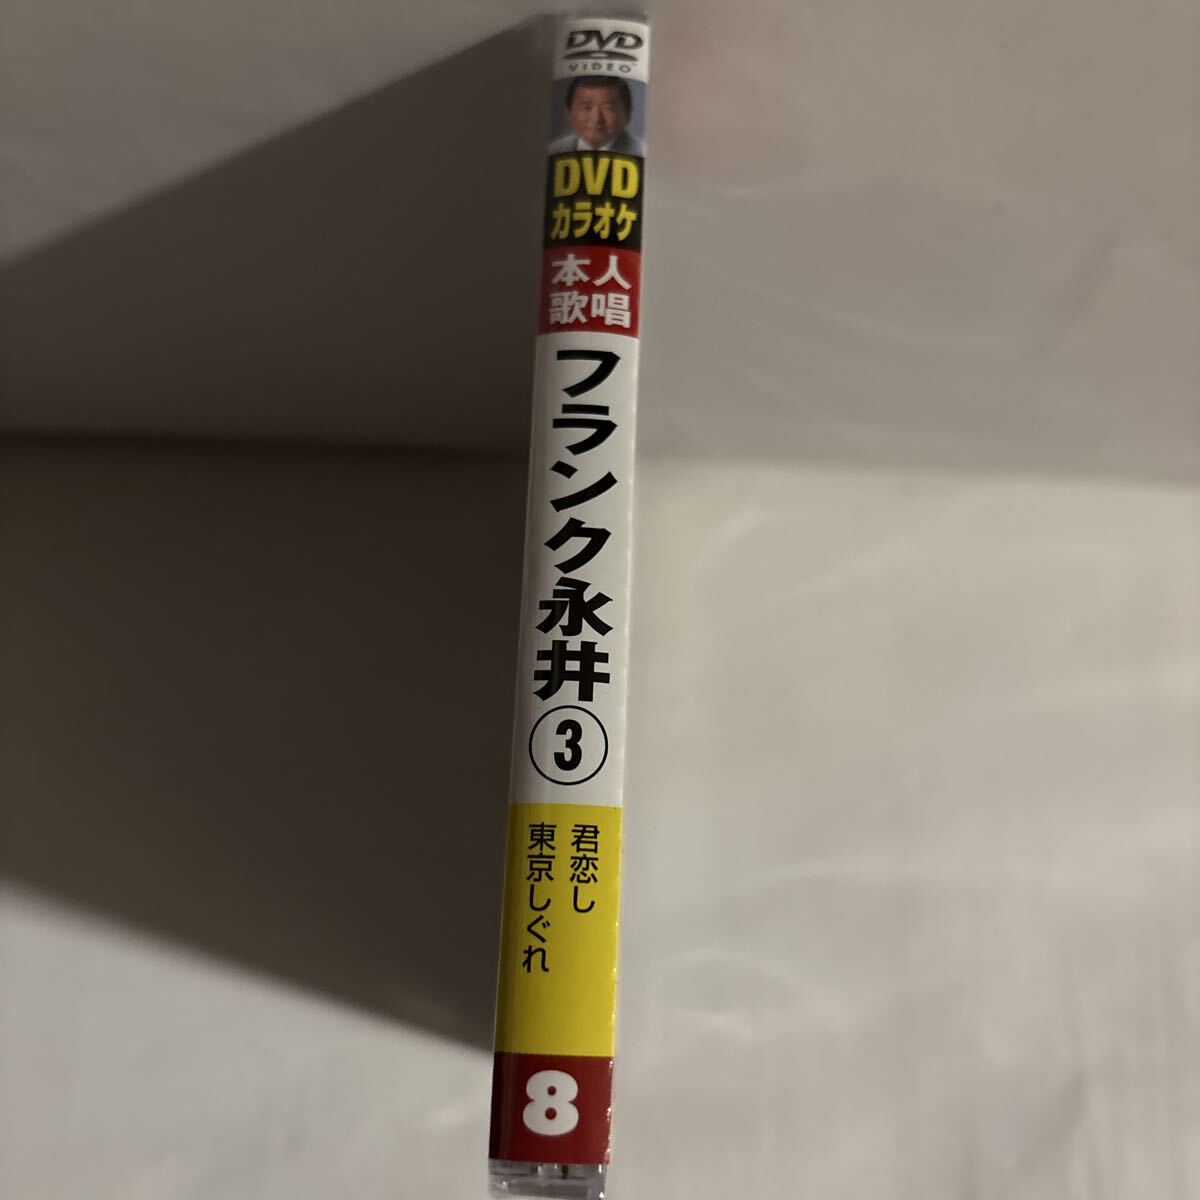 DVD
VIDEO
DVD
カラオケ
本人
歌唱
フランク永井③
君恋し
東京しぐれ
8